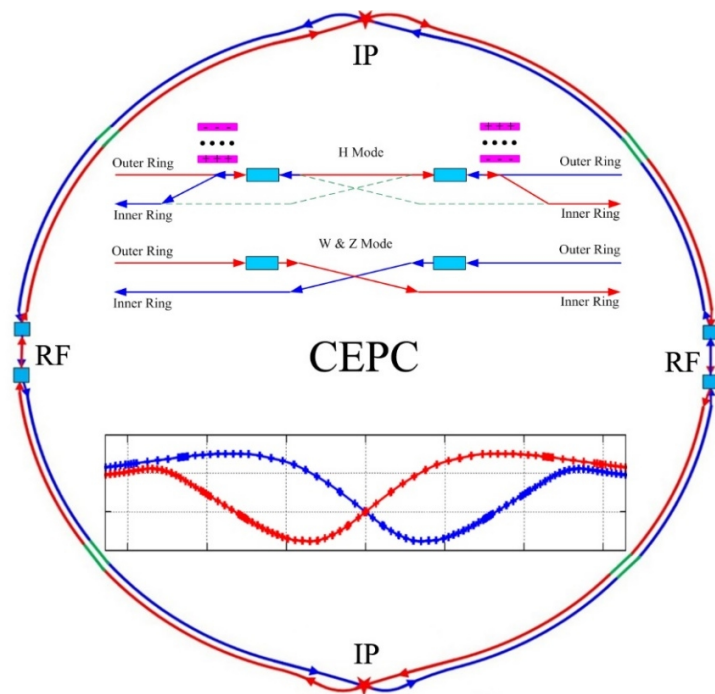 IP
- - -
+ + +
Outer Ring
H Mode
Outer Ring
+ + +
- - -
Inner Ring
Inner Ring
Outer Ring
W & Z Mode
Outer Ring
Inner Ring
Inner Ring
RF
CEPC
RF
IP